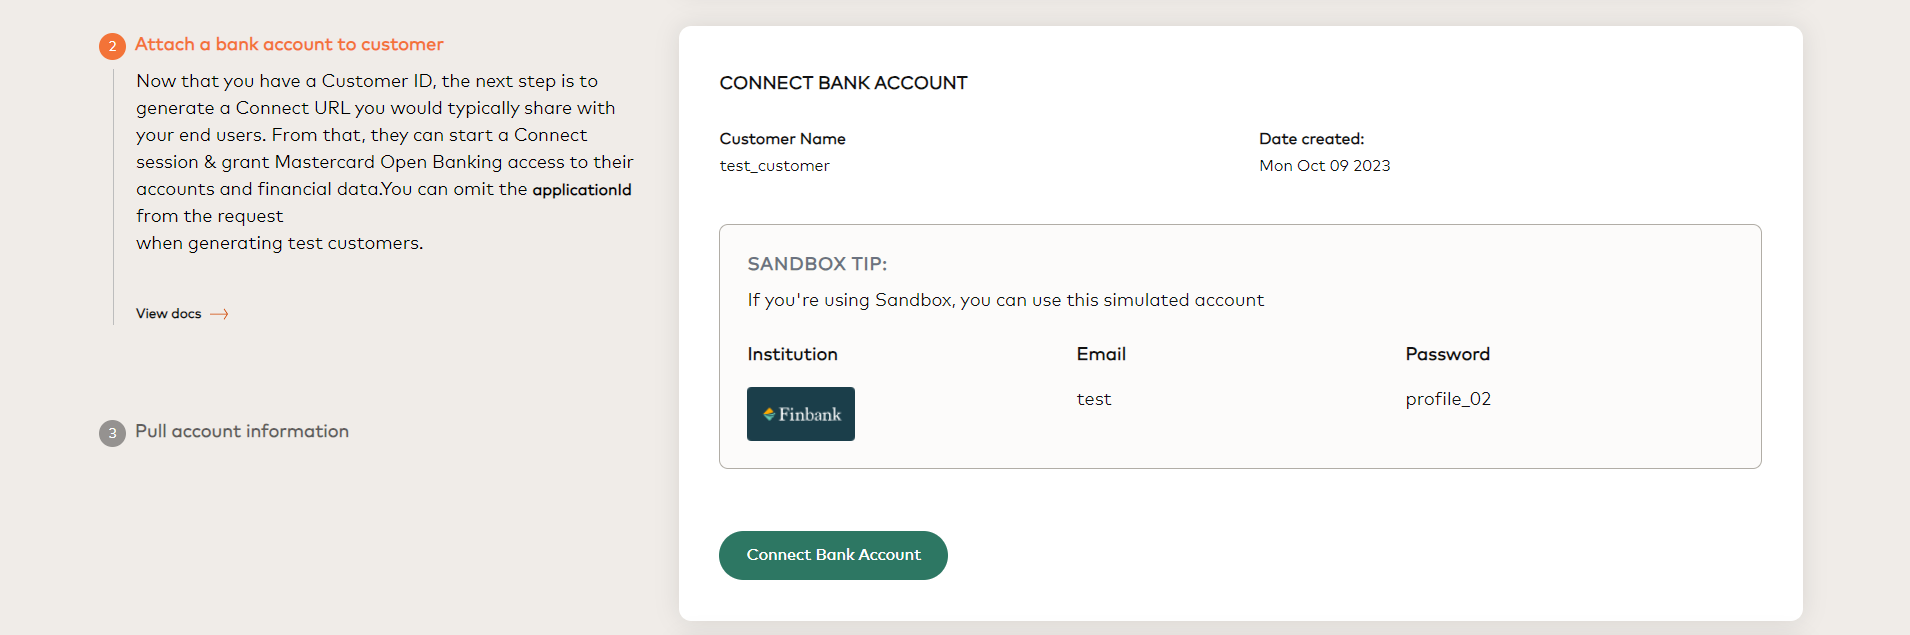 2 Attach a bank account to customer
Now that you have a Customer ID, the next step is to
generate a Connect URL you would typically share with
your end users. From that, they can start a Connect
session & grant Mastercard Open Banking access to their
accounts and financial data.You can omit the applicationId
from the request
when generating test customers.
View docs
3 Pull account information
CONNECT BANK ACCOUNT
Customer Name
test_customer
Date created:
Mon Oct 09 2023
SANDBOX TIP:
If you're using Sandbox, you can use this simulated account
Institution
Finbank
Email
test
Password
profile_02
Connect Bank Account